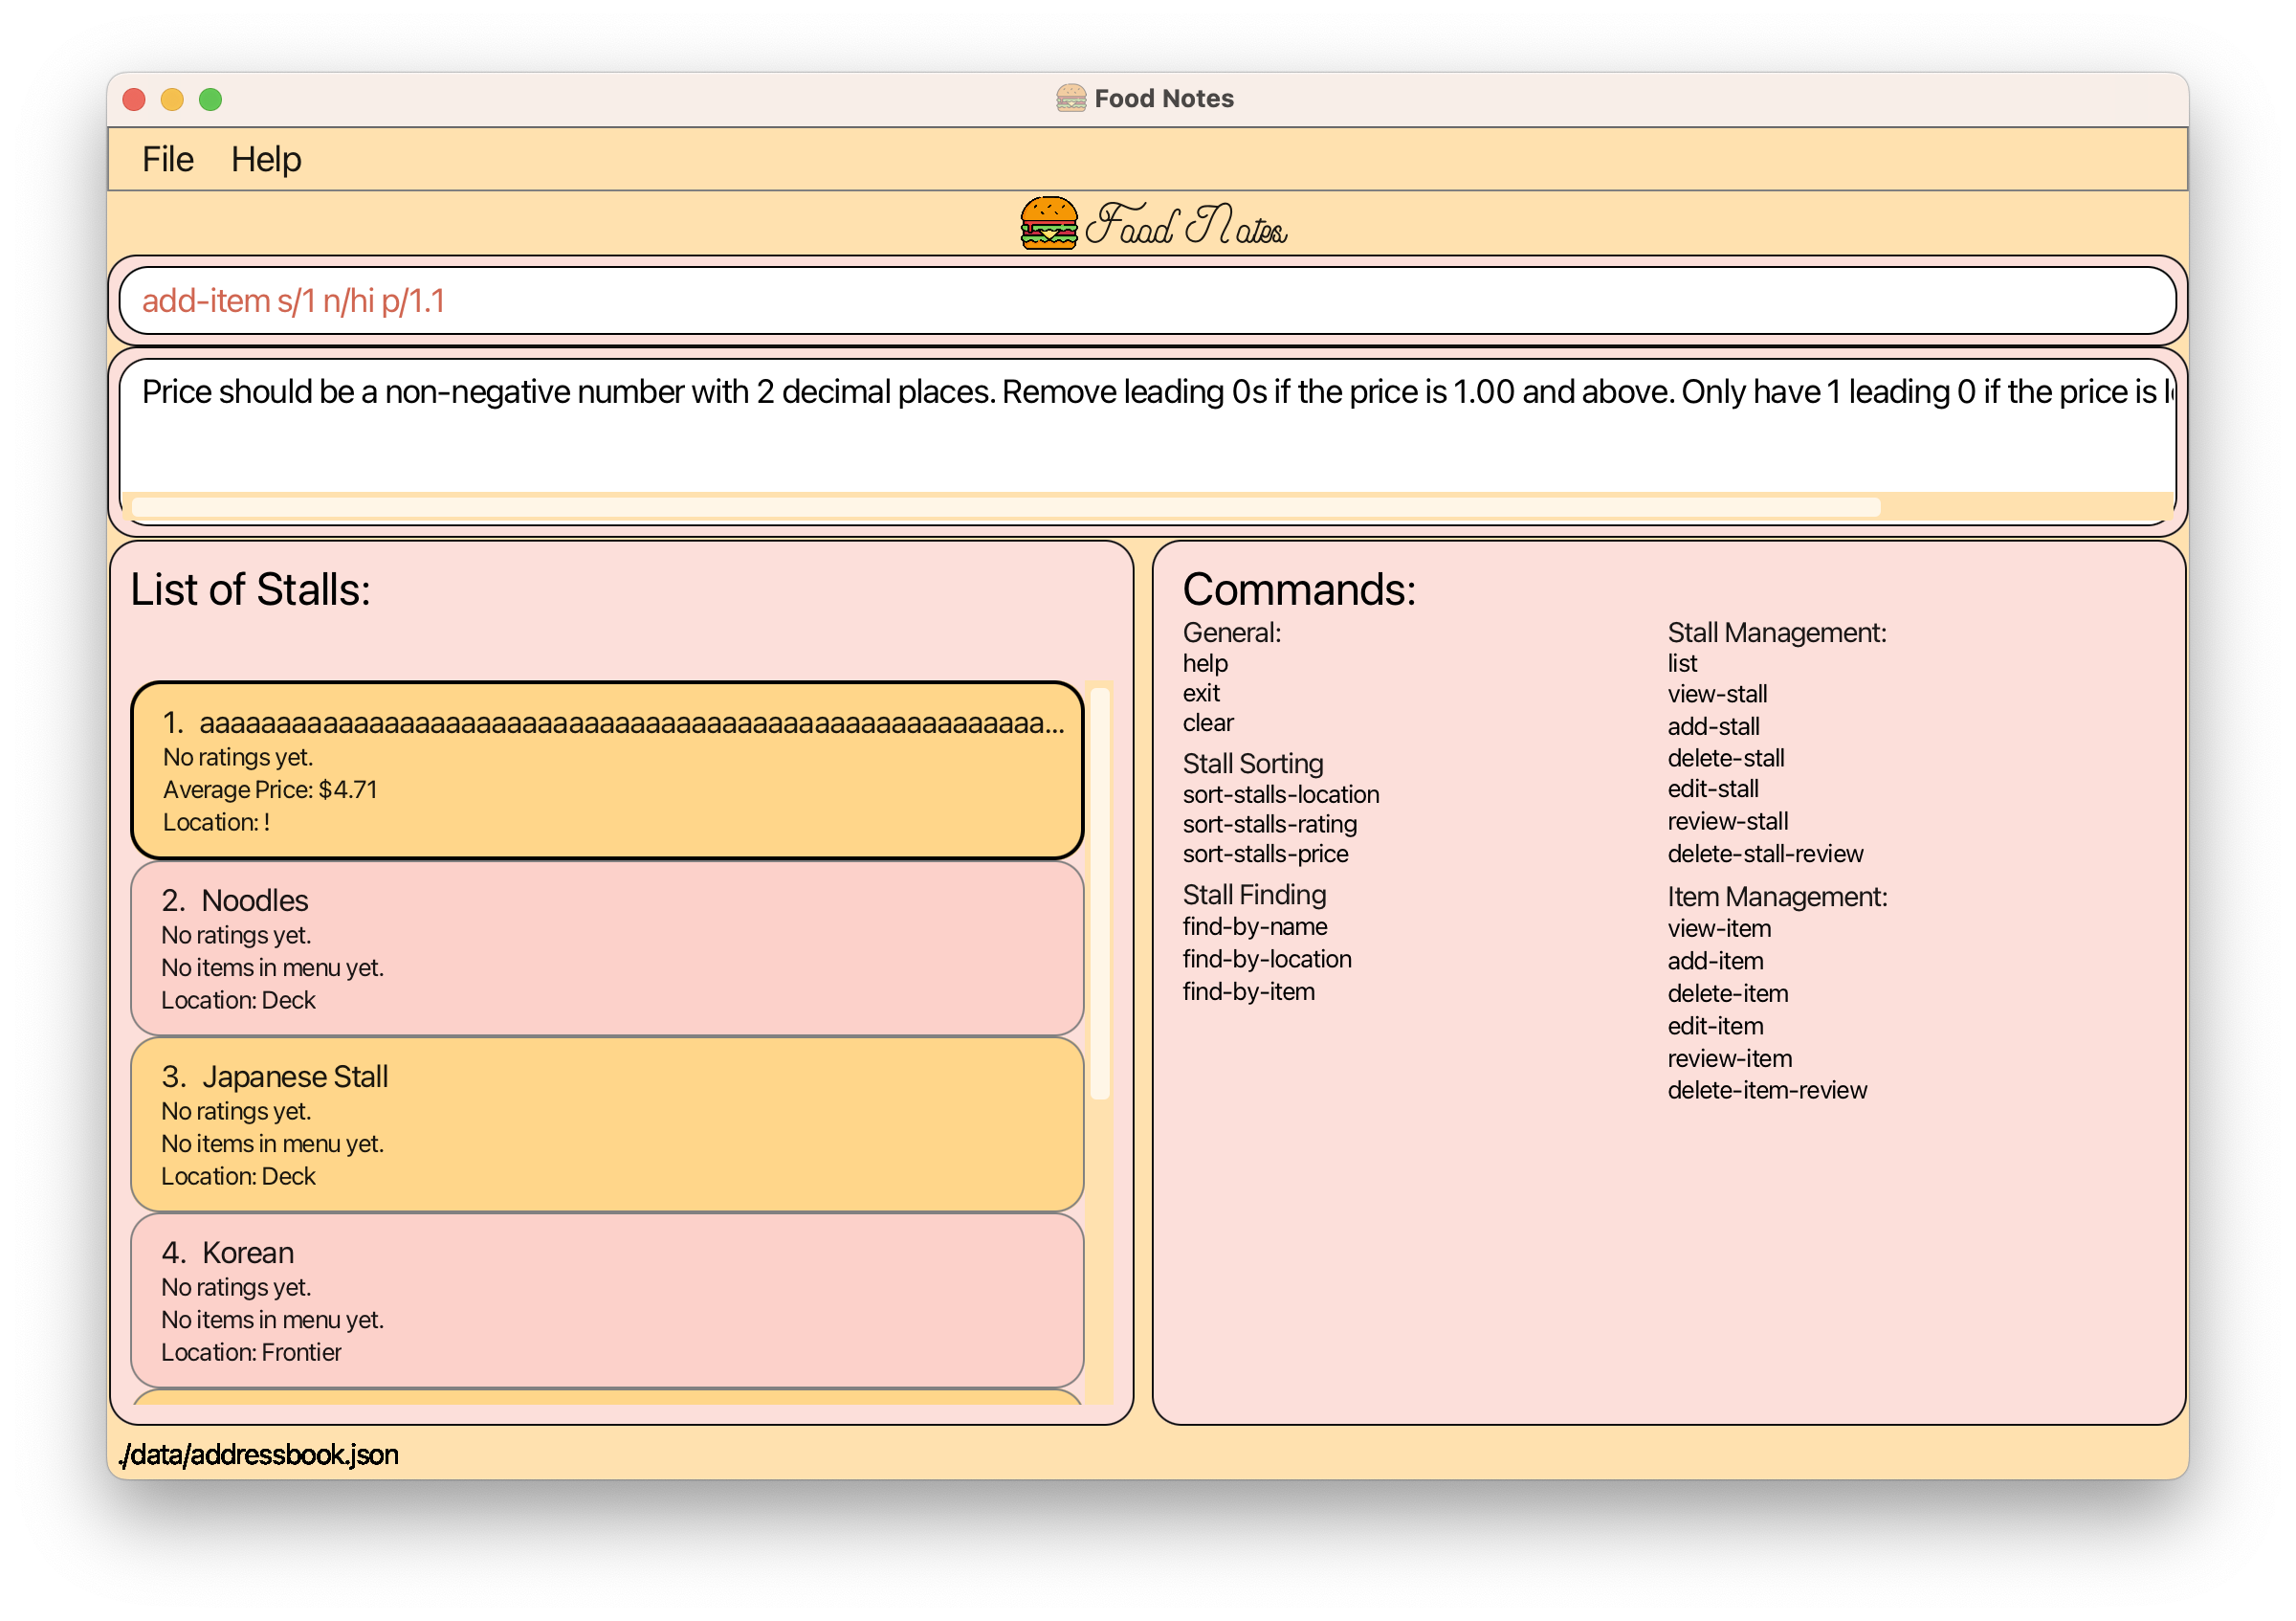 Food Notes
File Help
Food Notes
add-item s/1 n/hi p/1.1
Price should be a non-negative number with 2 decimal places. Remove leading 0s if the price is 1.00 and above. Only have 1 leading 0 if the price is
List of Stalls:
1. aaaaaaaaaaaaaaaaaaaaaaaaaaaaaaaaaaaaaaaaaaaaaaaaaaaaaaaa...
No ratings yet.
Average Price: $4.71
Location: !
2. Noodles
No ratings yet.
No items in menu yet.
Location: Deck
3. Japanese Stall
No ratings yet.
No items in menu yet.
Location: Deck
4. Korean
No ratings yet.
No items in menu yet.
Location: Frontier
Commands:
General:
help
exit
clear
Stall Sorting
sort-stalls-location
sort-stalls-rating
sort-stalls-price
Stall Finding
find-by-name
find-by-location
find-by-item
Stall Management:
list
view-stall
add-stall
delete-stall
edit-stall
review-stall
delete-stall-review
Item Management:
view-item
add-item
delete-item
edit-item
review-item
delete-item-review
./data/addressbook.json